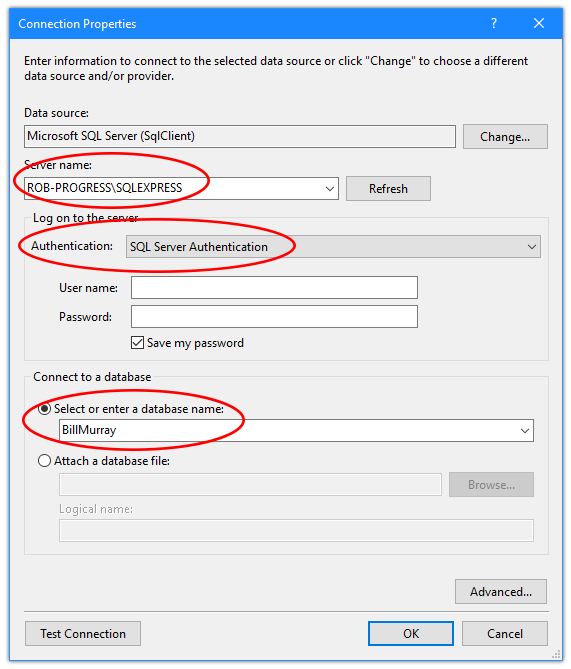 Connection Properties
?
Enter information to connect to the selected data source or click "Change" to choose a different
data source and/or provider.
Data source:
Microsoft SQL Server (SqlClient)
Change...
Server name:
ROB-PROGRESS\SQLEXPRESS
Refresh
Log on to the server
Authentication:
SQL Server Authentication
User name:
Password:
Save my password
Connect to a database
Select or enter a database name:
BillMurray
Attach a database file:
Browse...
Logical name:
Advanced...
Test Connection
OK
Cancel